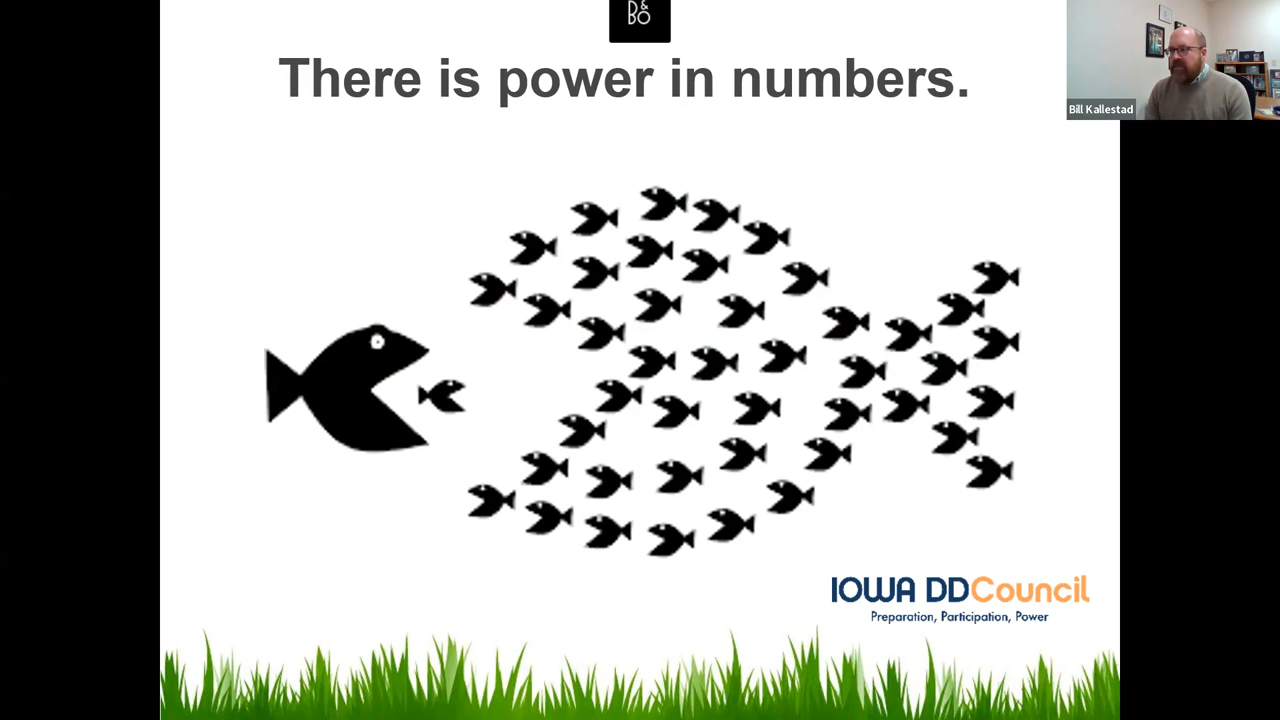 B&O
There is power in numbers.
Bill Kallestad
IOWA DDCouncil
Preparation, Participation, Power